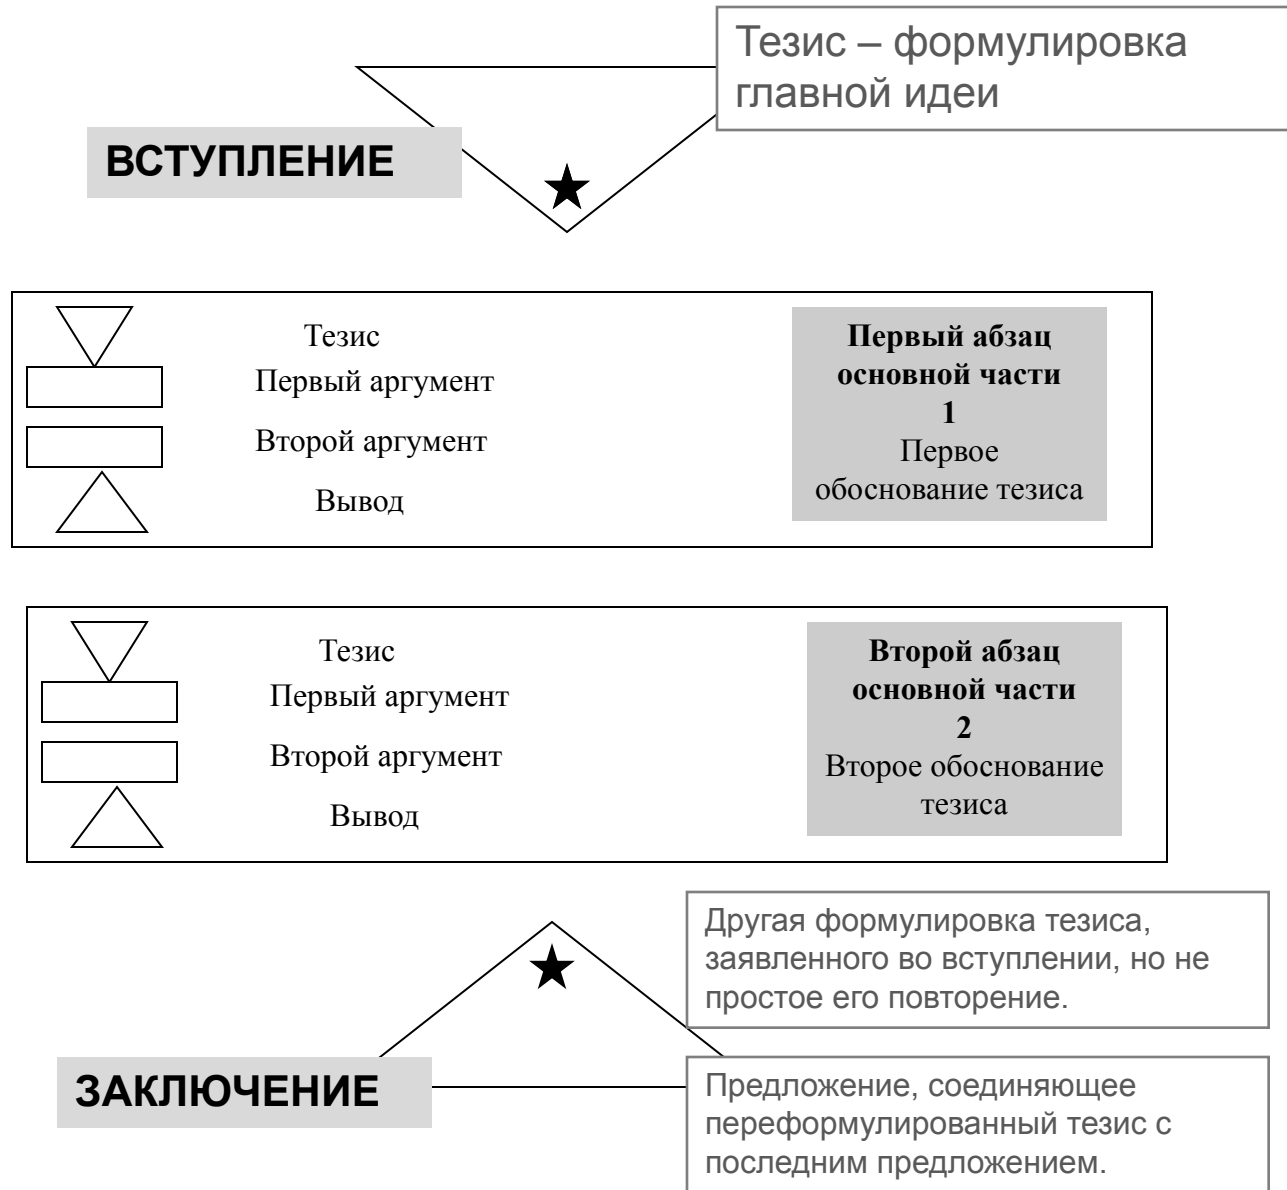 Тезис – формулировка
главной идеи
ВСТУПЛЕНИЕ
Тезис
Первый аргумент
Второй аргумент
Вывод
Первый абзац
основной части
1
Первое
обоснование тезиса
Тезис
Первый аргумент
Второй аргумент
Вывод
Второй абзац
основной части
2
Второе обоснование
тезиса
Другая формулировка тезиса,
заявленного во вступлении, но не
простое его повторение.
ЗАКЛЮЧЕНИЕ
Предложение, соединяющее
переформулированный тезис с
последним предложением.